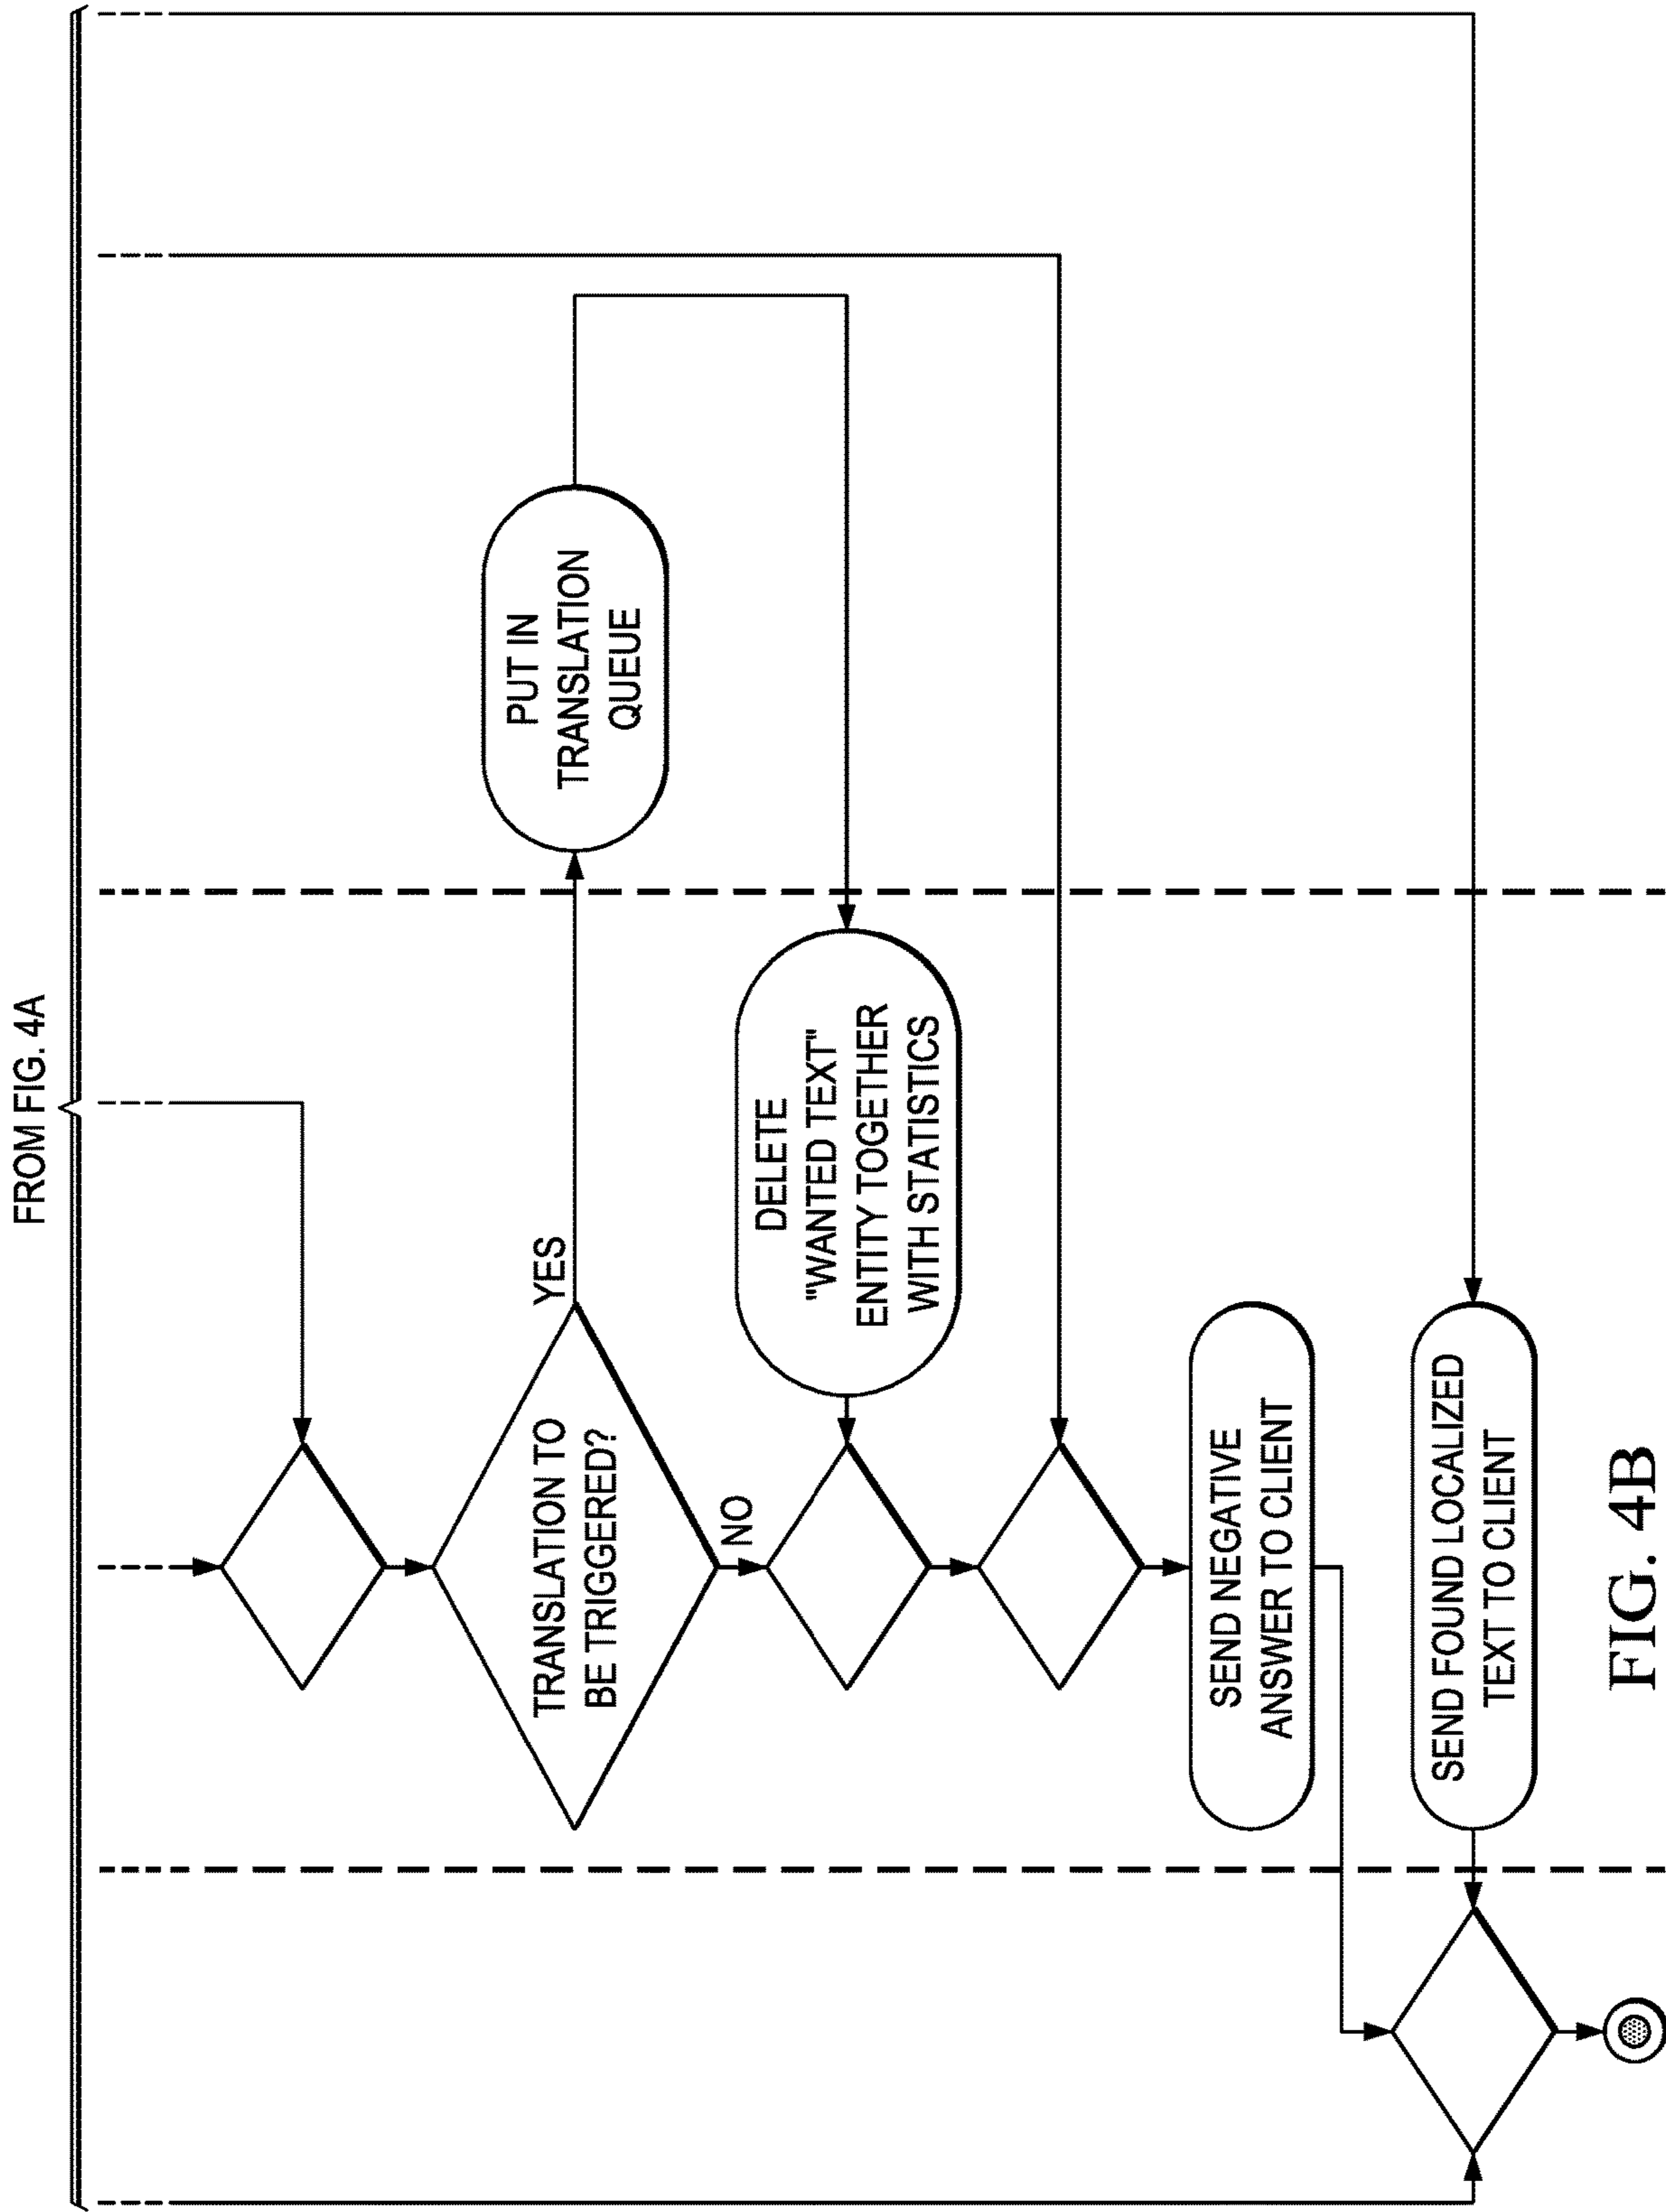 FROM FIG. 4A
TRANSLATION TO
BE TRIGGERED?
YES
NO
PUT IN
TRANSLATION
QUEUE
DELETE
"WANTED TEXT"
ENTITY TOGETHER
WITH STATISTICS
SEND NEGATIVE
ANSWER TO CLIENT
SEND FOUND LOCALIZED
TEXT TO CLIENT
FIG. 4B